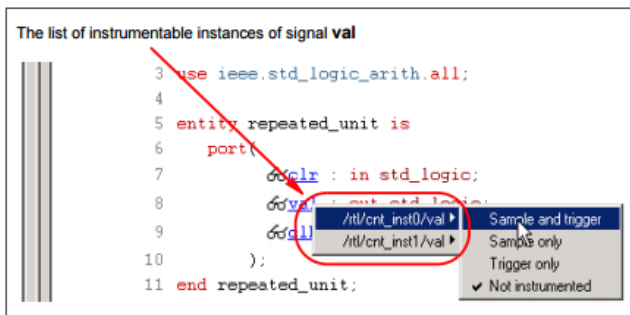 The list of instrumentable instances of signal val
3 use ieee.std_logic_arith.all;
4
5 entity repeated_unit is
6 port(
7 clr : in std_logic;
8 val : out std_logic;
/rtl/cnt_inst0/val Sample and trigger
9
/rtl/cnt_inst1/val Sample only
10 );
Trigger only
11 end repeated_unit;
Not instrumented